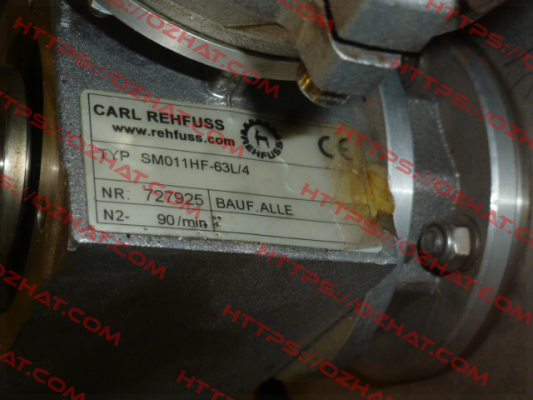 CARL REHFUSS
www.rehfuss.com
REHFUSS
CE
TYP SM011HF-63L/4
NR: 727925 BAUF.ALLE
N2- 90/min
HTTPS://OZHAT.COM